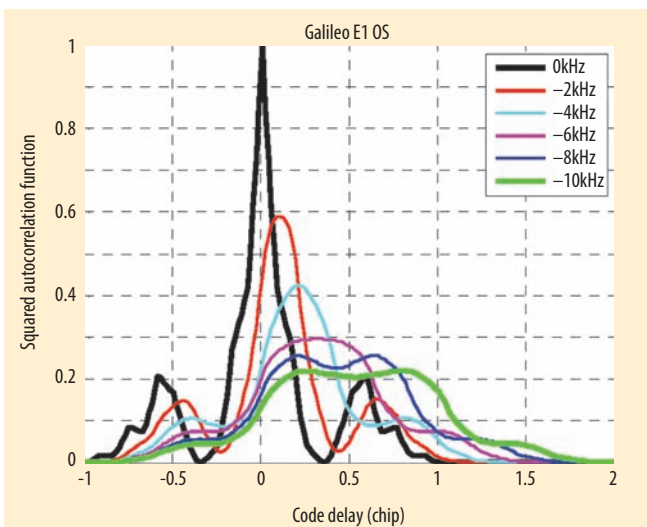 Galileo E1 OS
1
0.8
0.6
0.4
0.2
0
Squared autocorrelation function
-1
-0.5
0
0.5
1
1.5
2
Code delay (chip)
0kHz
–2kHz
–4kHz
–6kHz
–8kHz
–10kHz